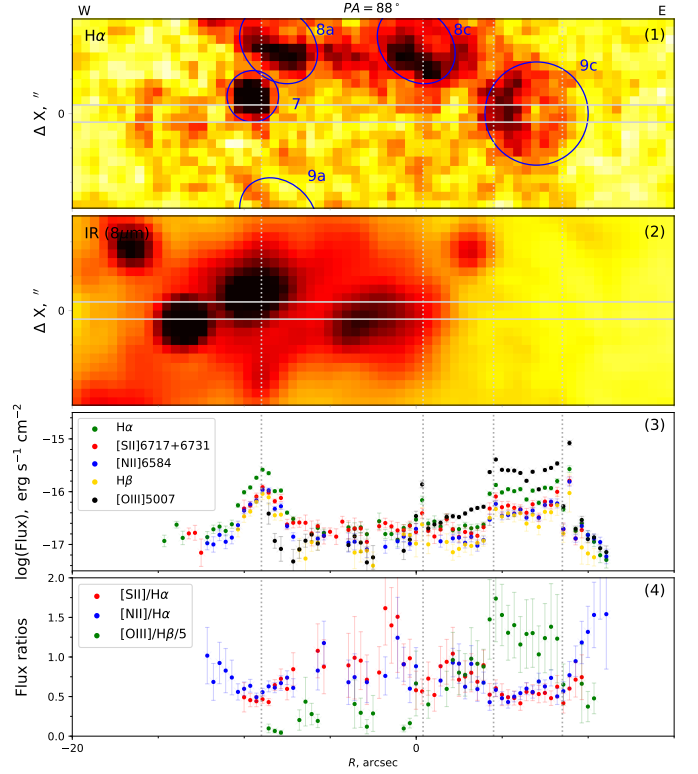 W PA = 88° E
Hα (1)
8a 8c
9c
7
9a
Δ X, ″
0
IR (8μm) (2)
Δ X, ″
0
(3)
Hα
[SII]6717+6731
[NII]6584
Hβ
[OIII]5007
−15
−16
−17
log(Flux), erg s⁻¹ cm⁻²
(4)
[SII]/Hα
[NII]/Hα
[OIII]/Hβ/5
2.0
1.5
1.0
0.5
0.0
Flux ratios
−20 0
R, arcsec